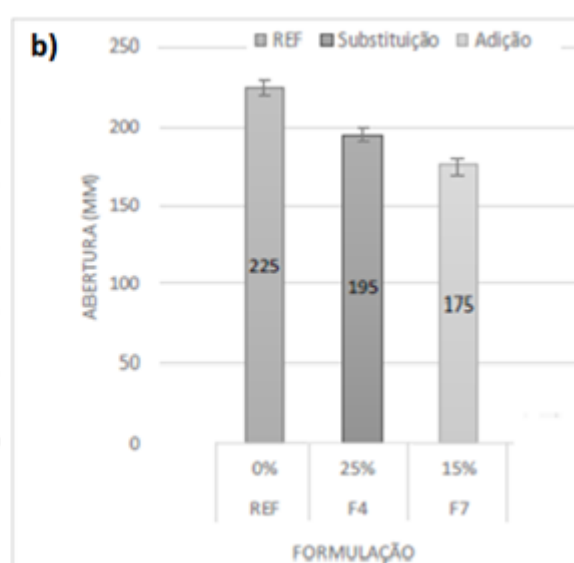 b)
REF Substituição Adição
250
200
150
100
50
0
ABERTURA (MM)
225
195
175
0% 25% 15%
REF F4 F7
FORMULAÇÃO